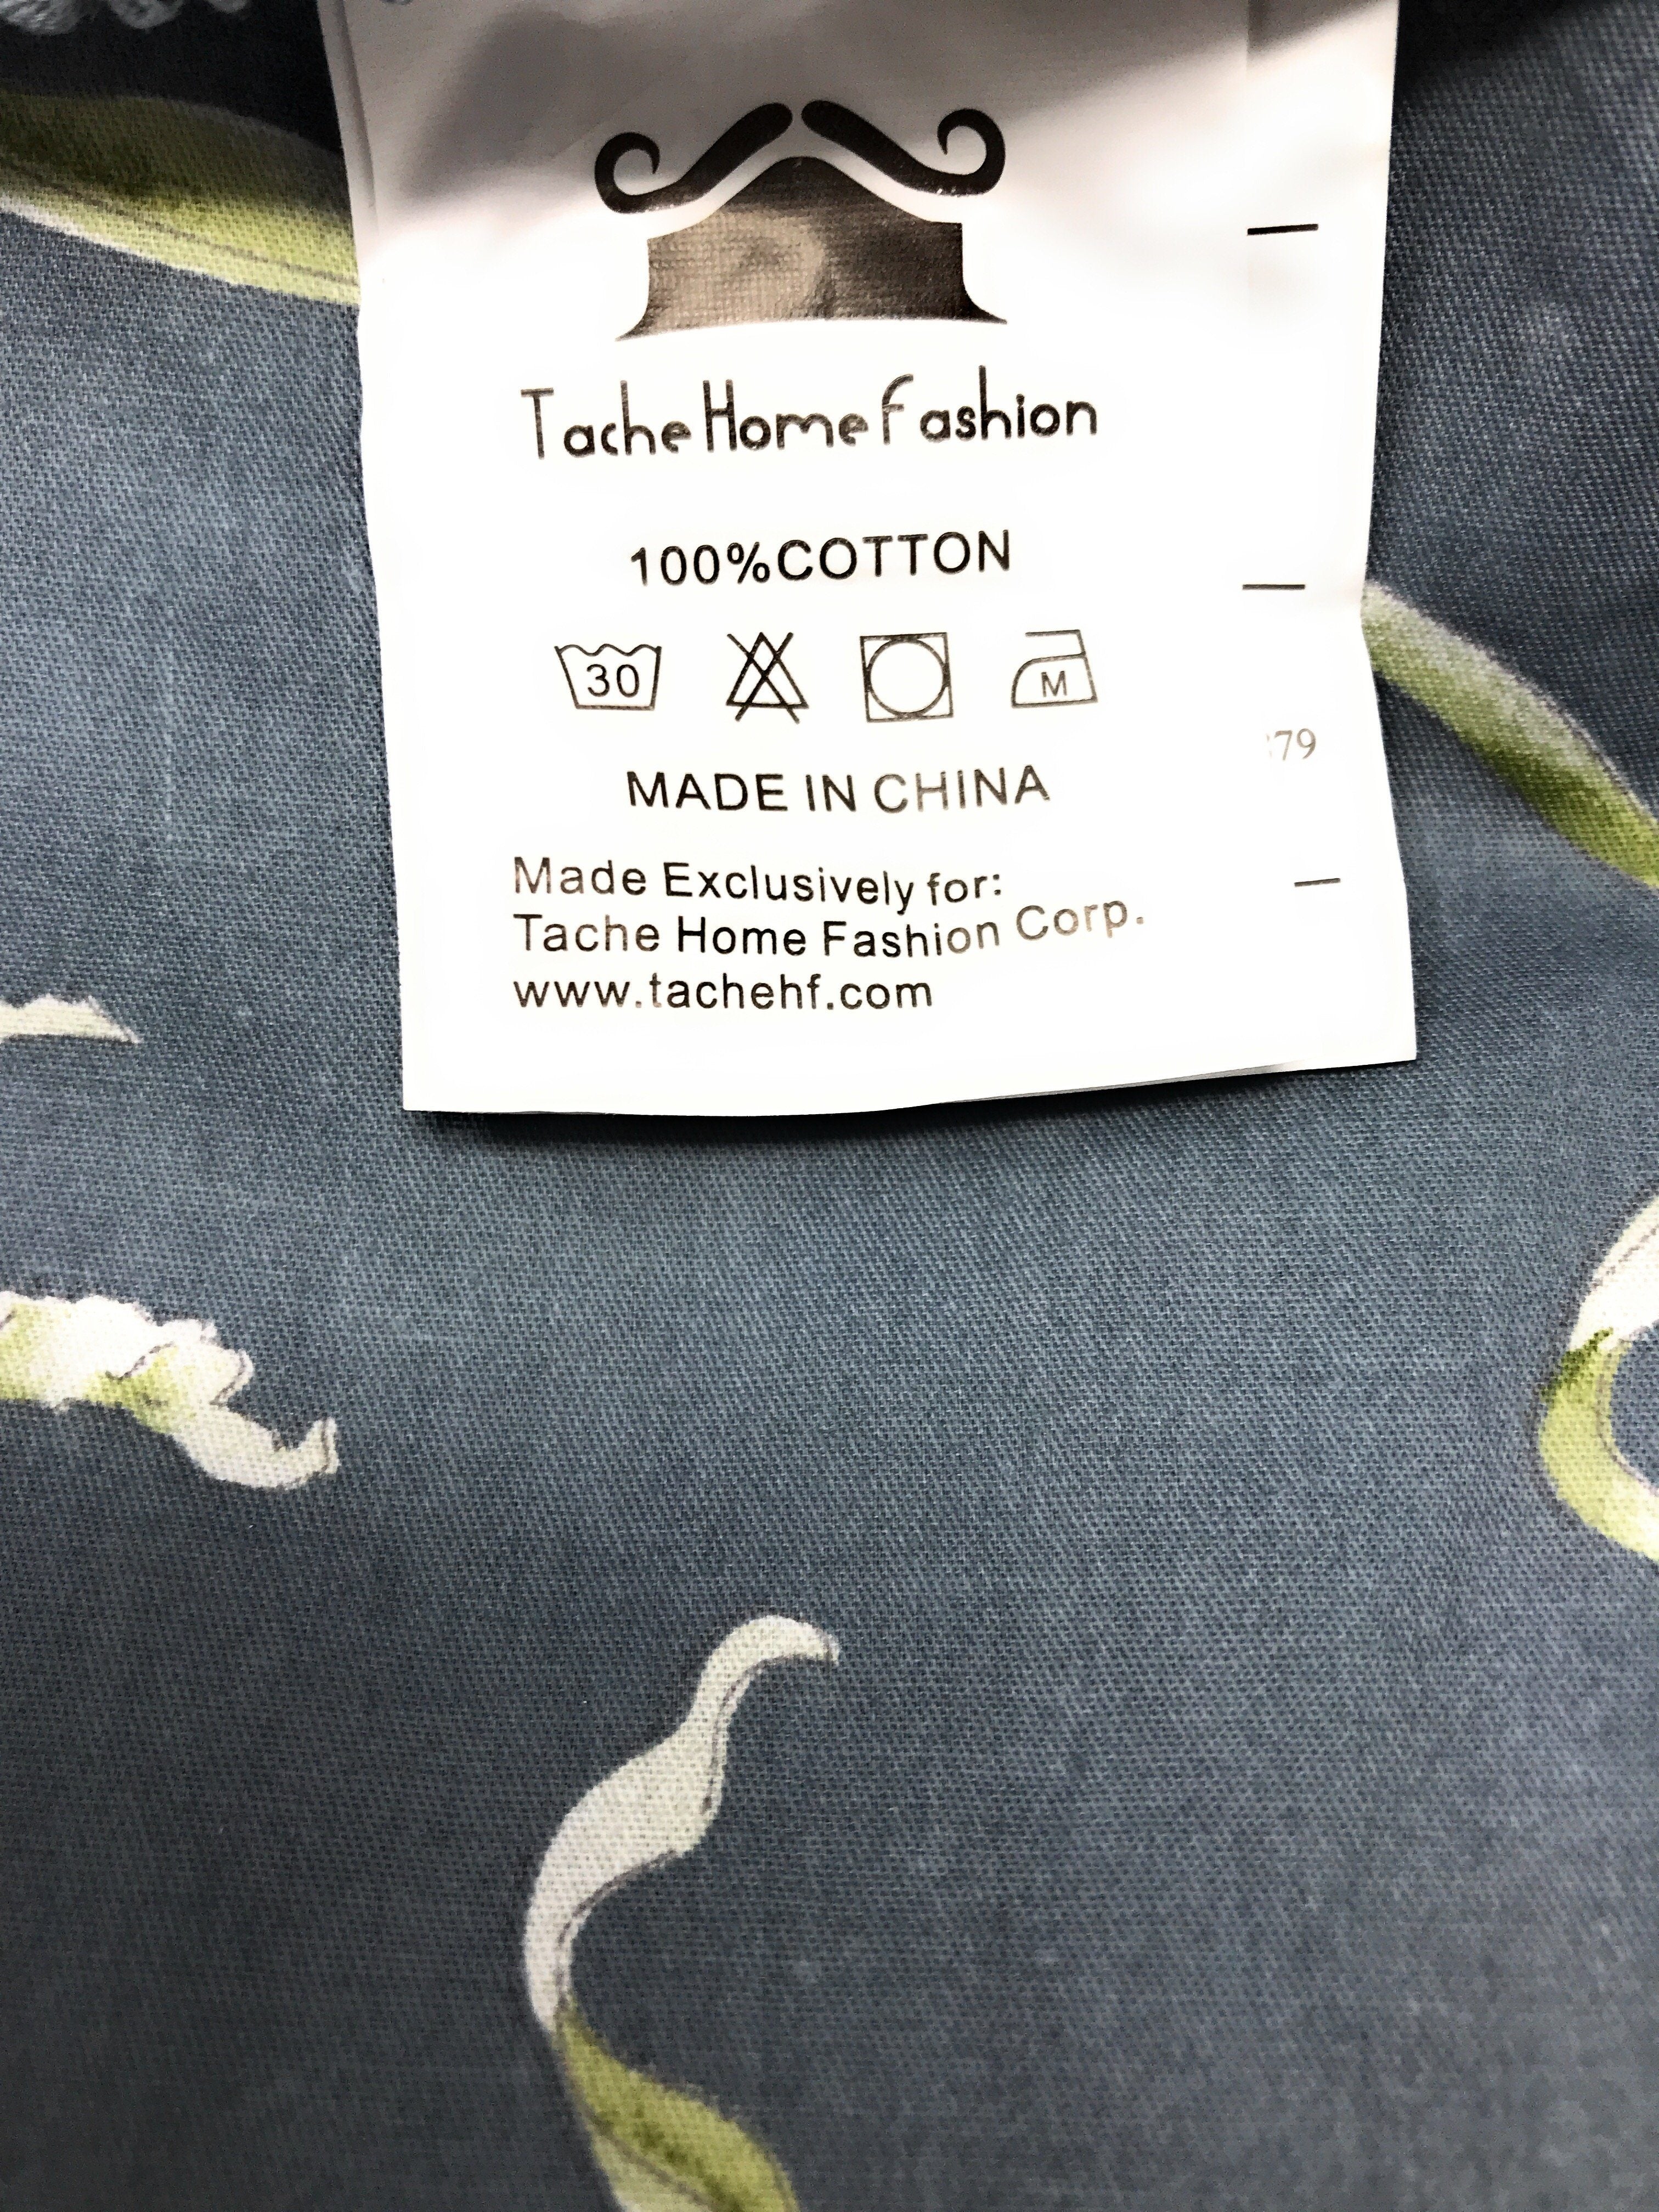 Tache Home Fashion
100%COTTON
30
M
79
MADE IN CHINA
Made Exclusively for:
Tache Home Fashion Corp.
www.tachehf.com